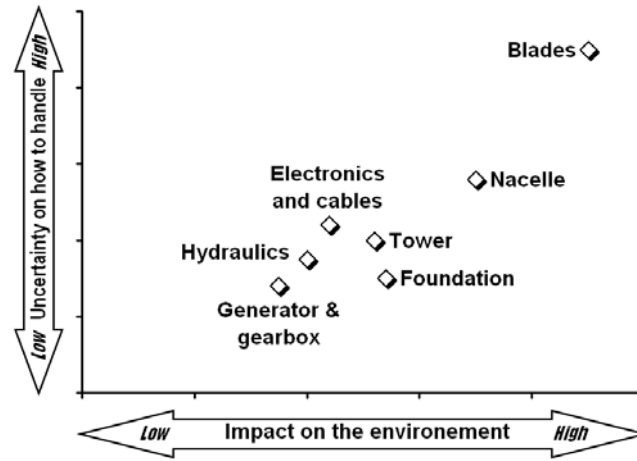 High
Uncertainty on how to handle
Low
Blades
Nacelle
Electronics
and cables
Tower
Hydraulics
Foundation
Generator &
gearbox
Low
Impact on the environement
High